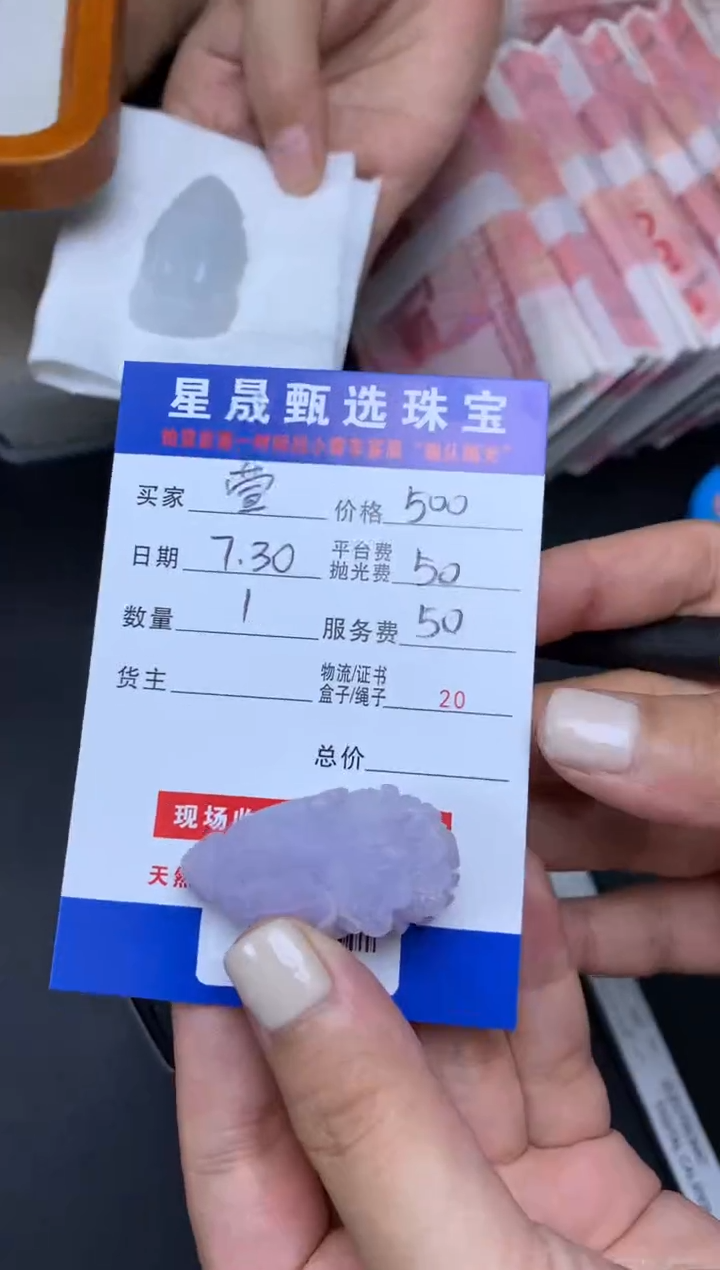 星晟甄选珠宝
买家 萱 价格 500
日期 7.30 平台费 抛光费 50
数量 1 服务费 50
货主 物流/证书 盒子/绳子 20
总价
现场
天然